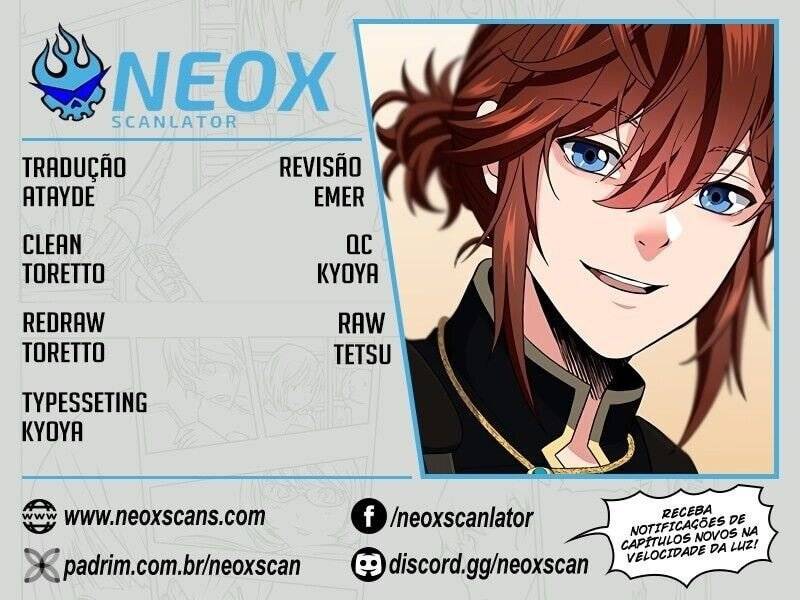 NEOX
SCANLATOR
TRADUÇÃO
ATAYDE
REVISÃO
EMER
CLEAN
TORETTO
QC
KYOYA
REDRAW
TORETTO
RAW
TETSU
TYPESSETING
KYOYA
www.neoxscans.com
/neoxscanlator
padrim.com.br/neoxscan
discord.gg/neoxscan
RECEBA
NOTIFICAÇÕES DE
CAPÍTULOS NOVOS NA
VELOCIDADE DA LUZ!